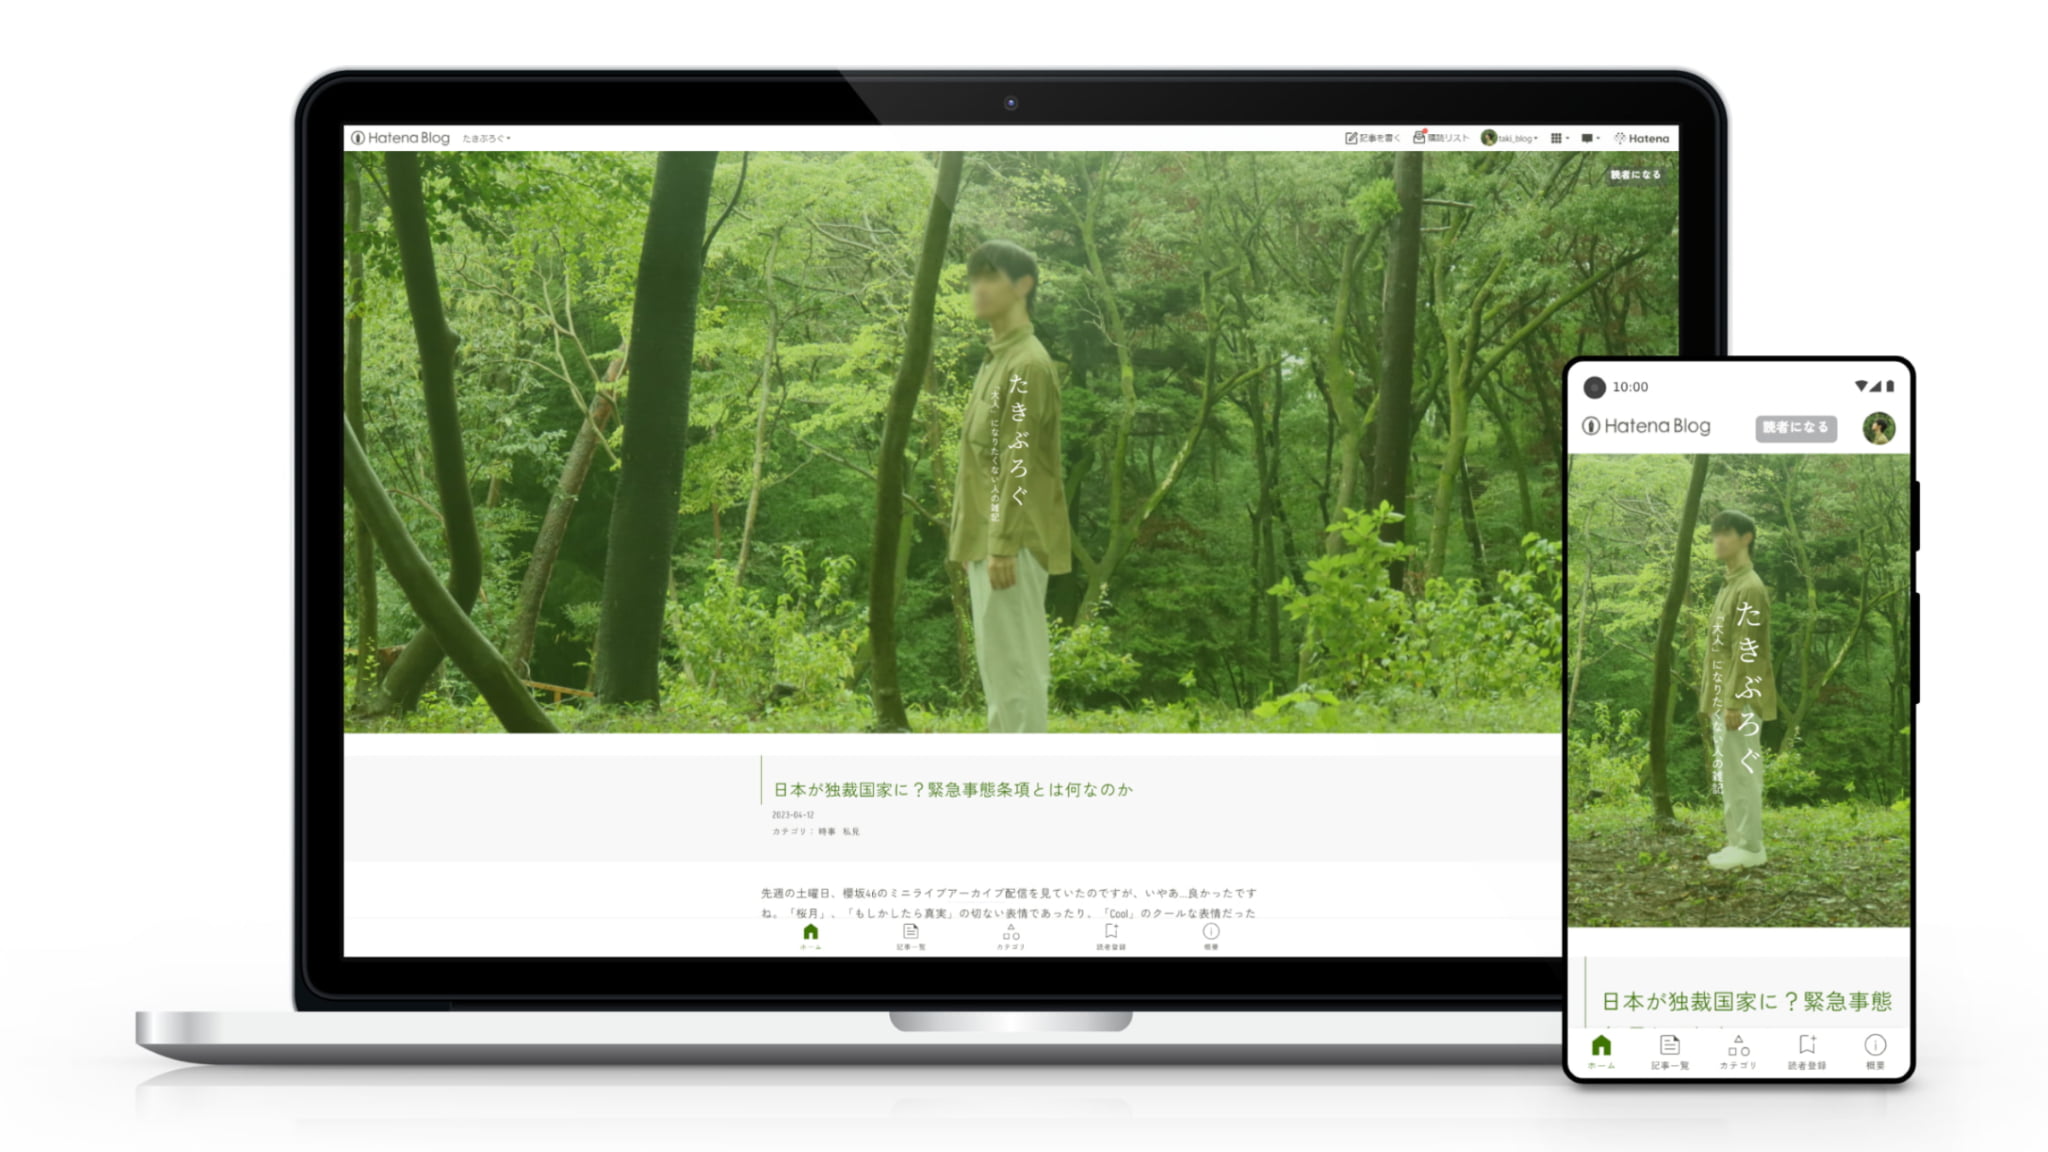 Hatena Blog たきぶろぐ
記事を書く 購読リスト taki_blog Hatena
読者になる
たきぶろぐ
「大人」になりたくない人の雑記
日本が独裁国家に？緊急事態条項とは何なのか
2023-04-12
カテゴリ： 時事 私見
先週の土曜日、櫻坂46のミニライブアーカイブ配信を見ていたのですが、いやあ…良かったです
ね。「桜月」、「もしかしたら真実」の切ない表情であったり、「Cool」のクールな表情だった
ホーム 記事一覧 カテゴリ 読者登録 概要
10:00
Hatena Blog 読者になる
たきぶろぐ
「大人」になりたくない人の雑記
日本が独裁国家に？緊急事態
ホーム 記事一覧 カテゴリ 読者登録 概要